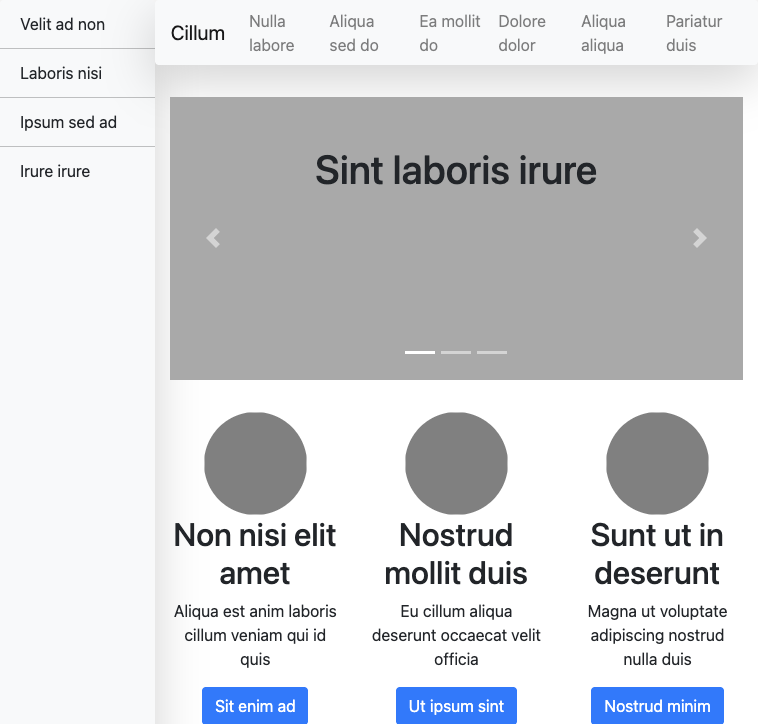 Velit ad non
Laboris nisi
Ipsum sed ad
Irure irure
Cillum
Nulla
labore
Aliqua
sed do
Ea mollit
do
Dolore
dolor
Aliqua
aliqua
Pariatur
duis
Sint laboris irure
Non nisi elit
amet
Aliqua est anim laboris
cillum veniam qui id
quis
Sit enim ad
Nostrud
mollit duis
Eu cillum aliqua
deserunt occaecat velit
officia
Ut ipsum sint
Sunt ut in
deserunt
Magna ut voluptate
adipiscing nostrud
nulla duis
Nostrud minim